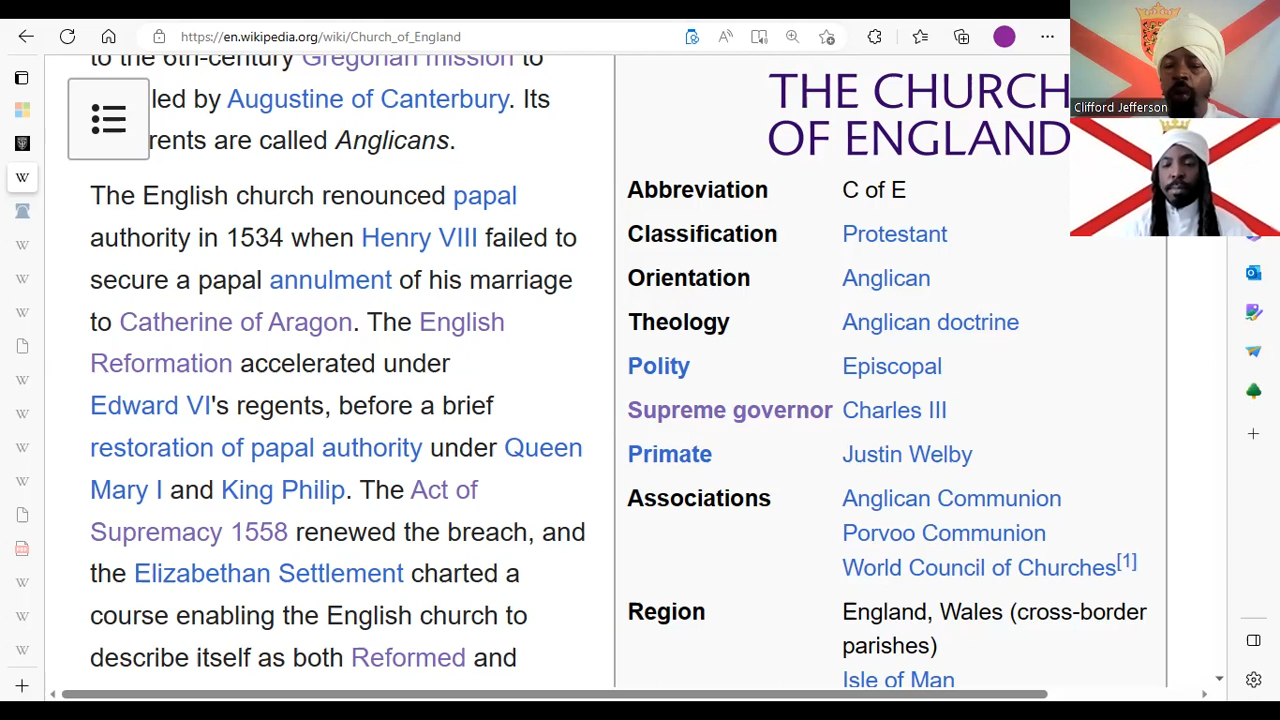 https://en.wikipedia.org/wiki/Church_of_England
to the 6th-century Gregorian mission to
led by Augustine of Canterbury. Its
rents are called Anglicans.
The English church renounced papal
authority in 1534 when Henry VIII failed to
secure a papal annulment of his marriage
to Catherine of Aragon. The English
Reformation accelerated under
Edward VI's regents, before a brief
restoration of papal authority under Queen
Mary I and King Philip. The Act of
Supremacy 1558 renewed the breach, and
the Elizabethan Settlement charted a
course enabling the English church to
describe itself as both Reformed and
THE CHURCH
OF ENGLAND
Abbreviation C of E
Classification Protestant
Orientation Anglican
Theology Anglican doctrine
Polity Episcopal
Supreme governor Charles III
Primate Justin Welby
Associations Anglican Communion
Porvoo Communion
World Council of Churches[1]
Region England, Wales (cross-border
parishes)
Isle of Man
Clifford Jefferson